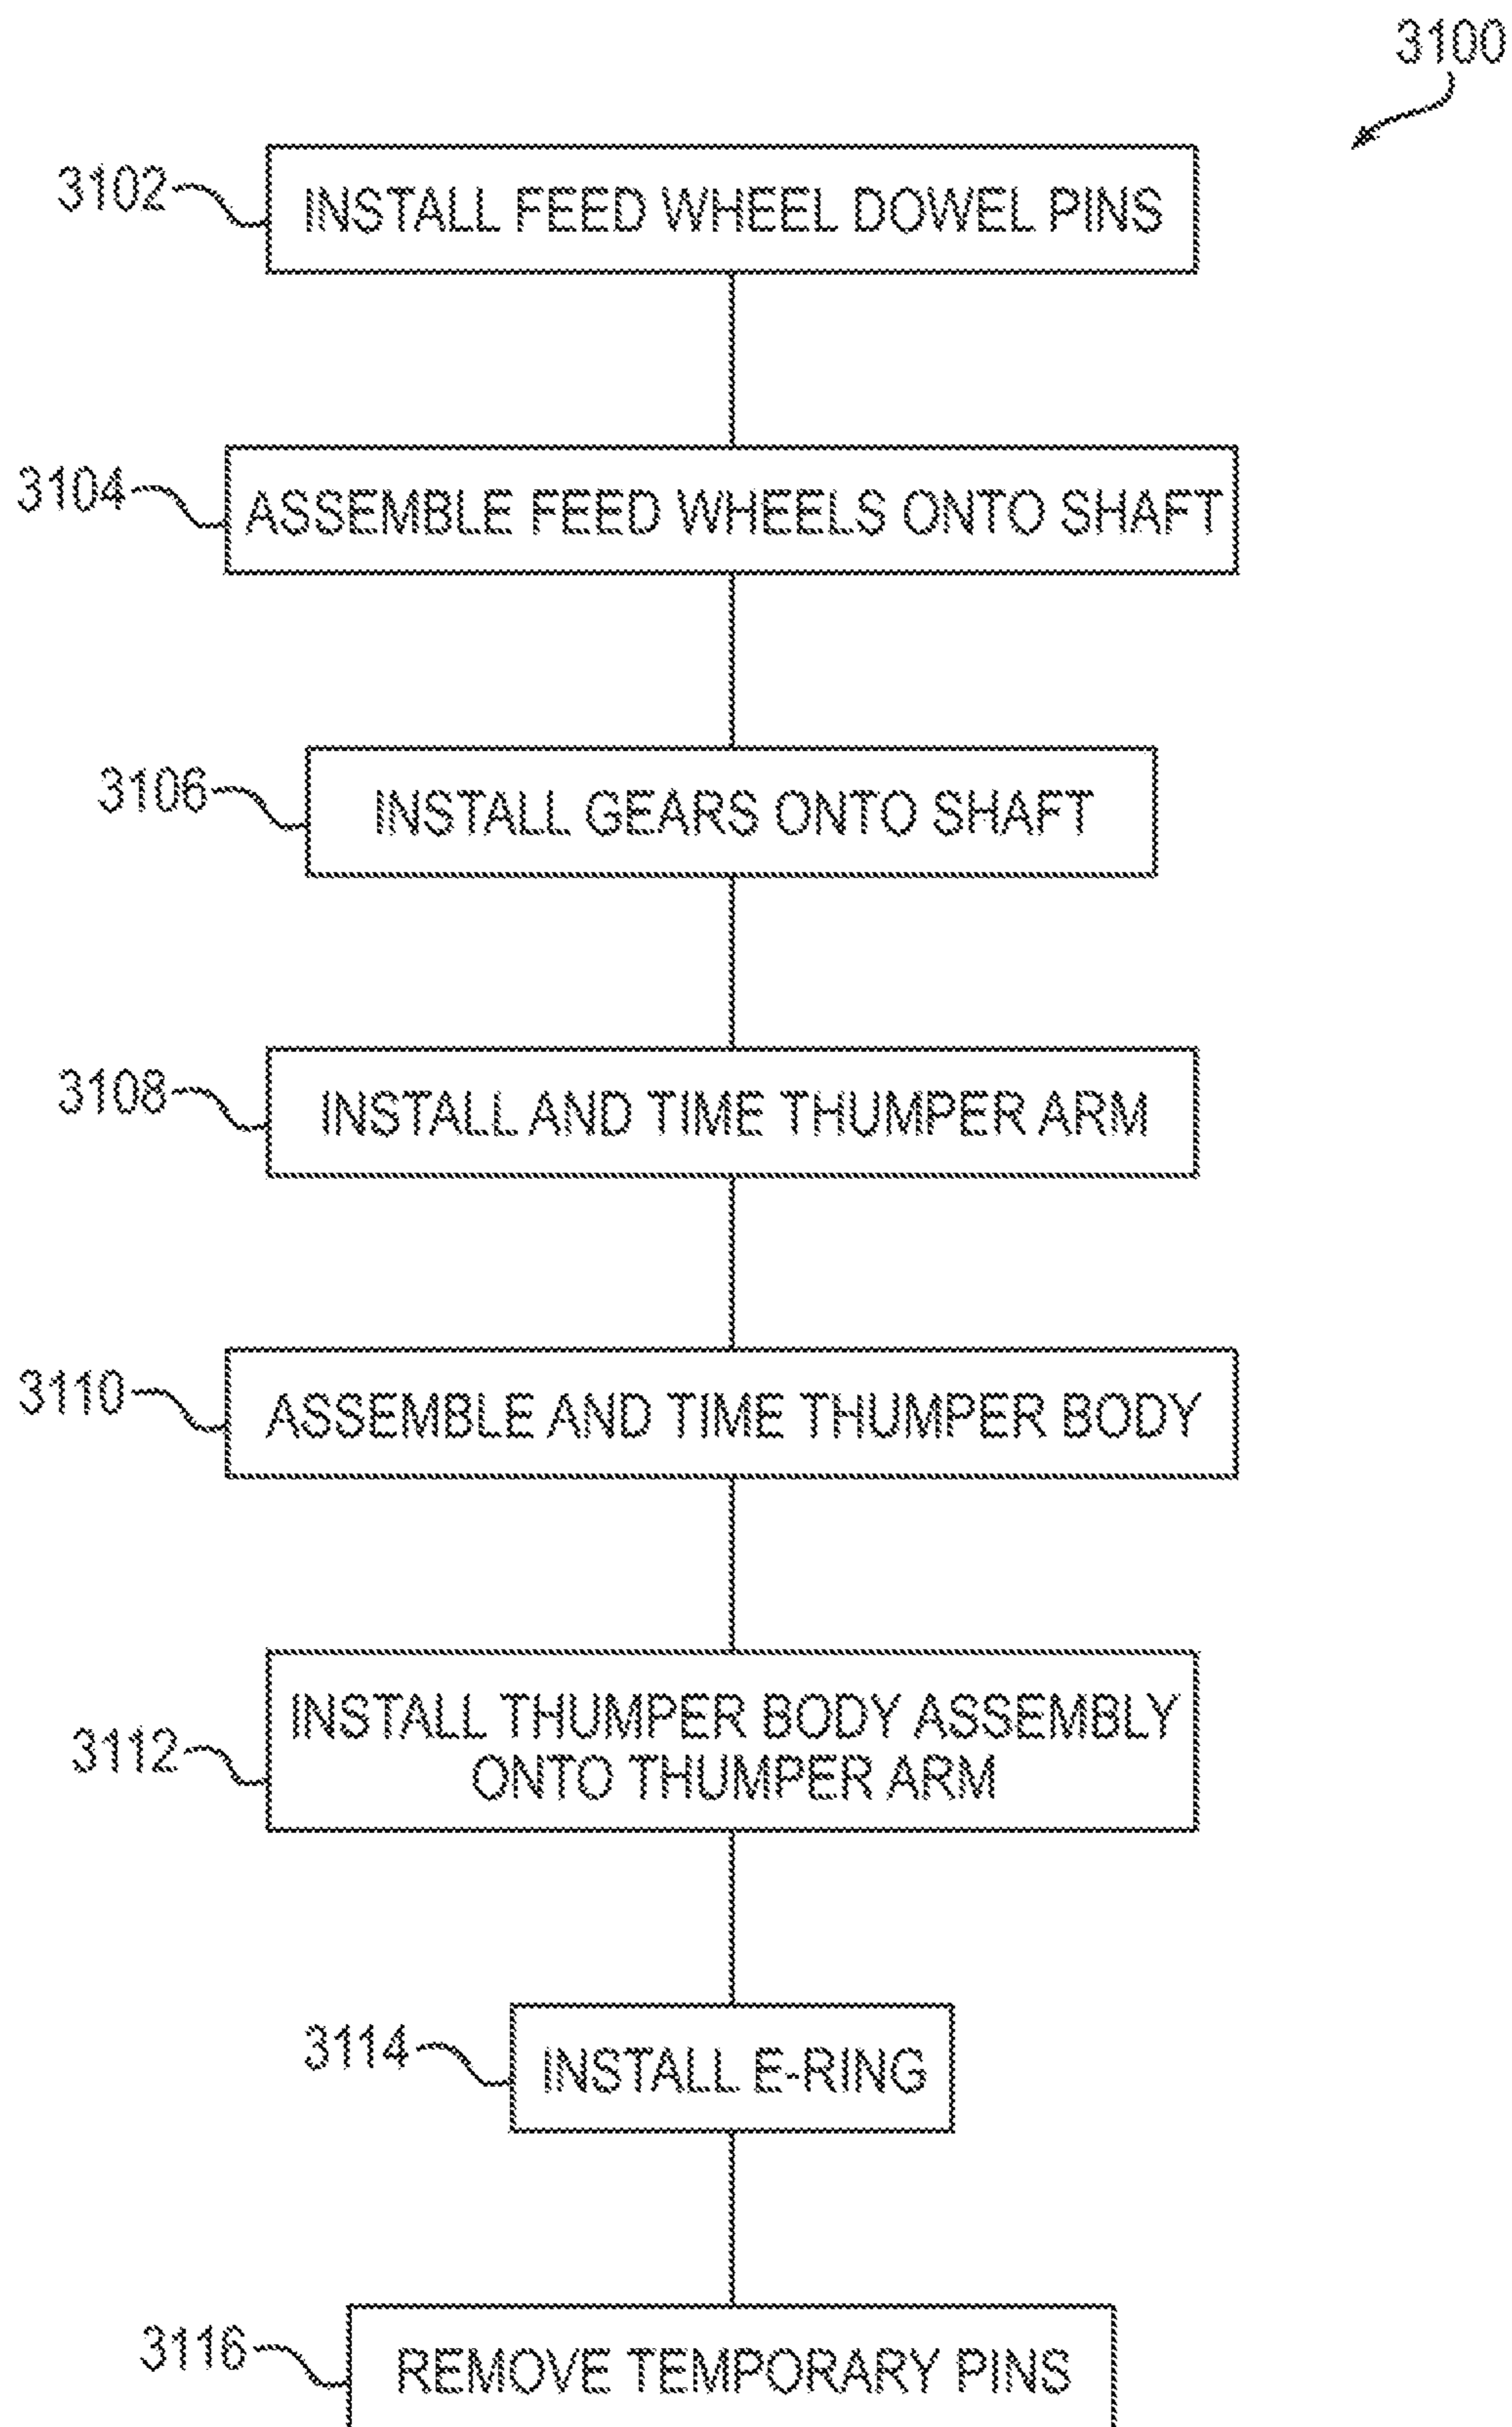 3100
3102
INSTALL FEED WHEEL DOWEL PINS
3104
ASSEMBLE FEED WHEELS ONTO SHAFT
3106
INSTALL GEARS ONTO SHAFT
3108
INSTALL AND TIME THUMPER ARM
3110
ASSEMBLE AND TIME THUMPER BODY
3112
INSTALL THUMPER BODY ASSEMBLY
ONTO THUMPER ARM
3114
INSTALL E-RING
3116
REMOVE TEMPORARY PINS